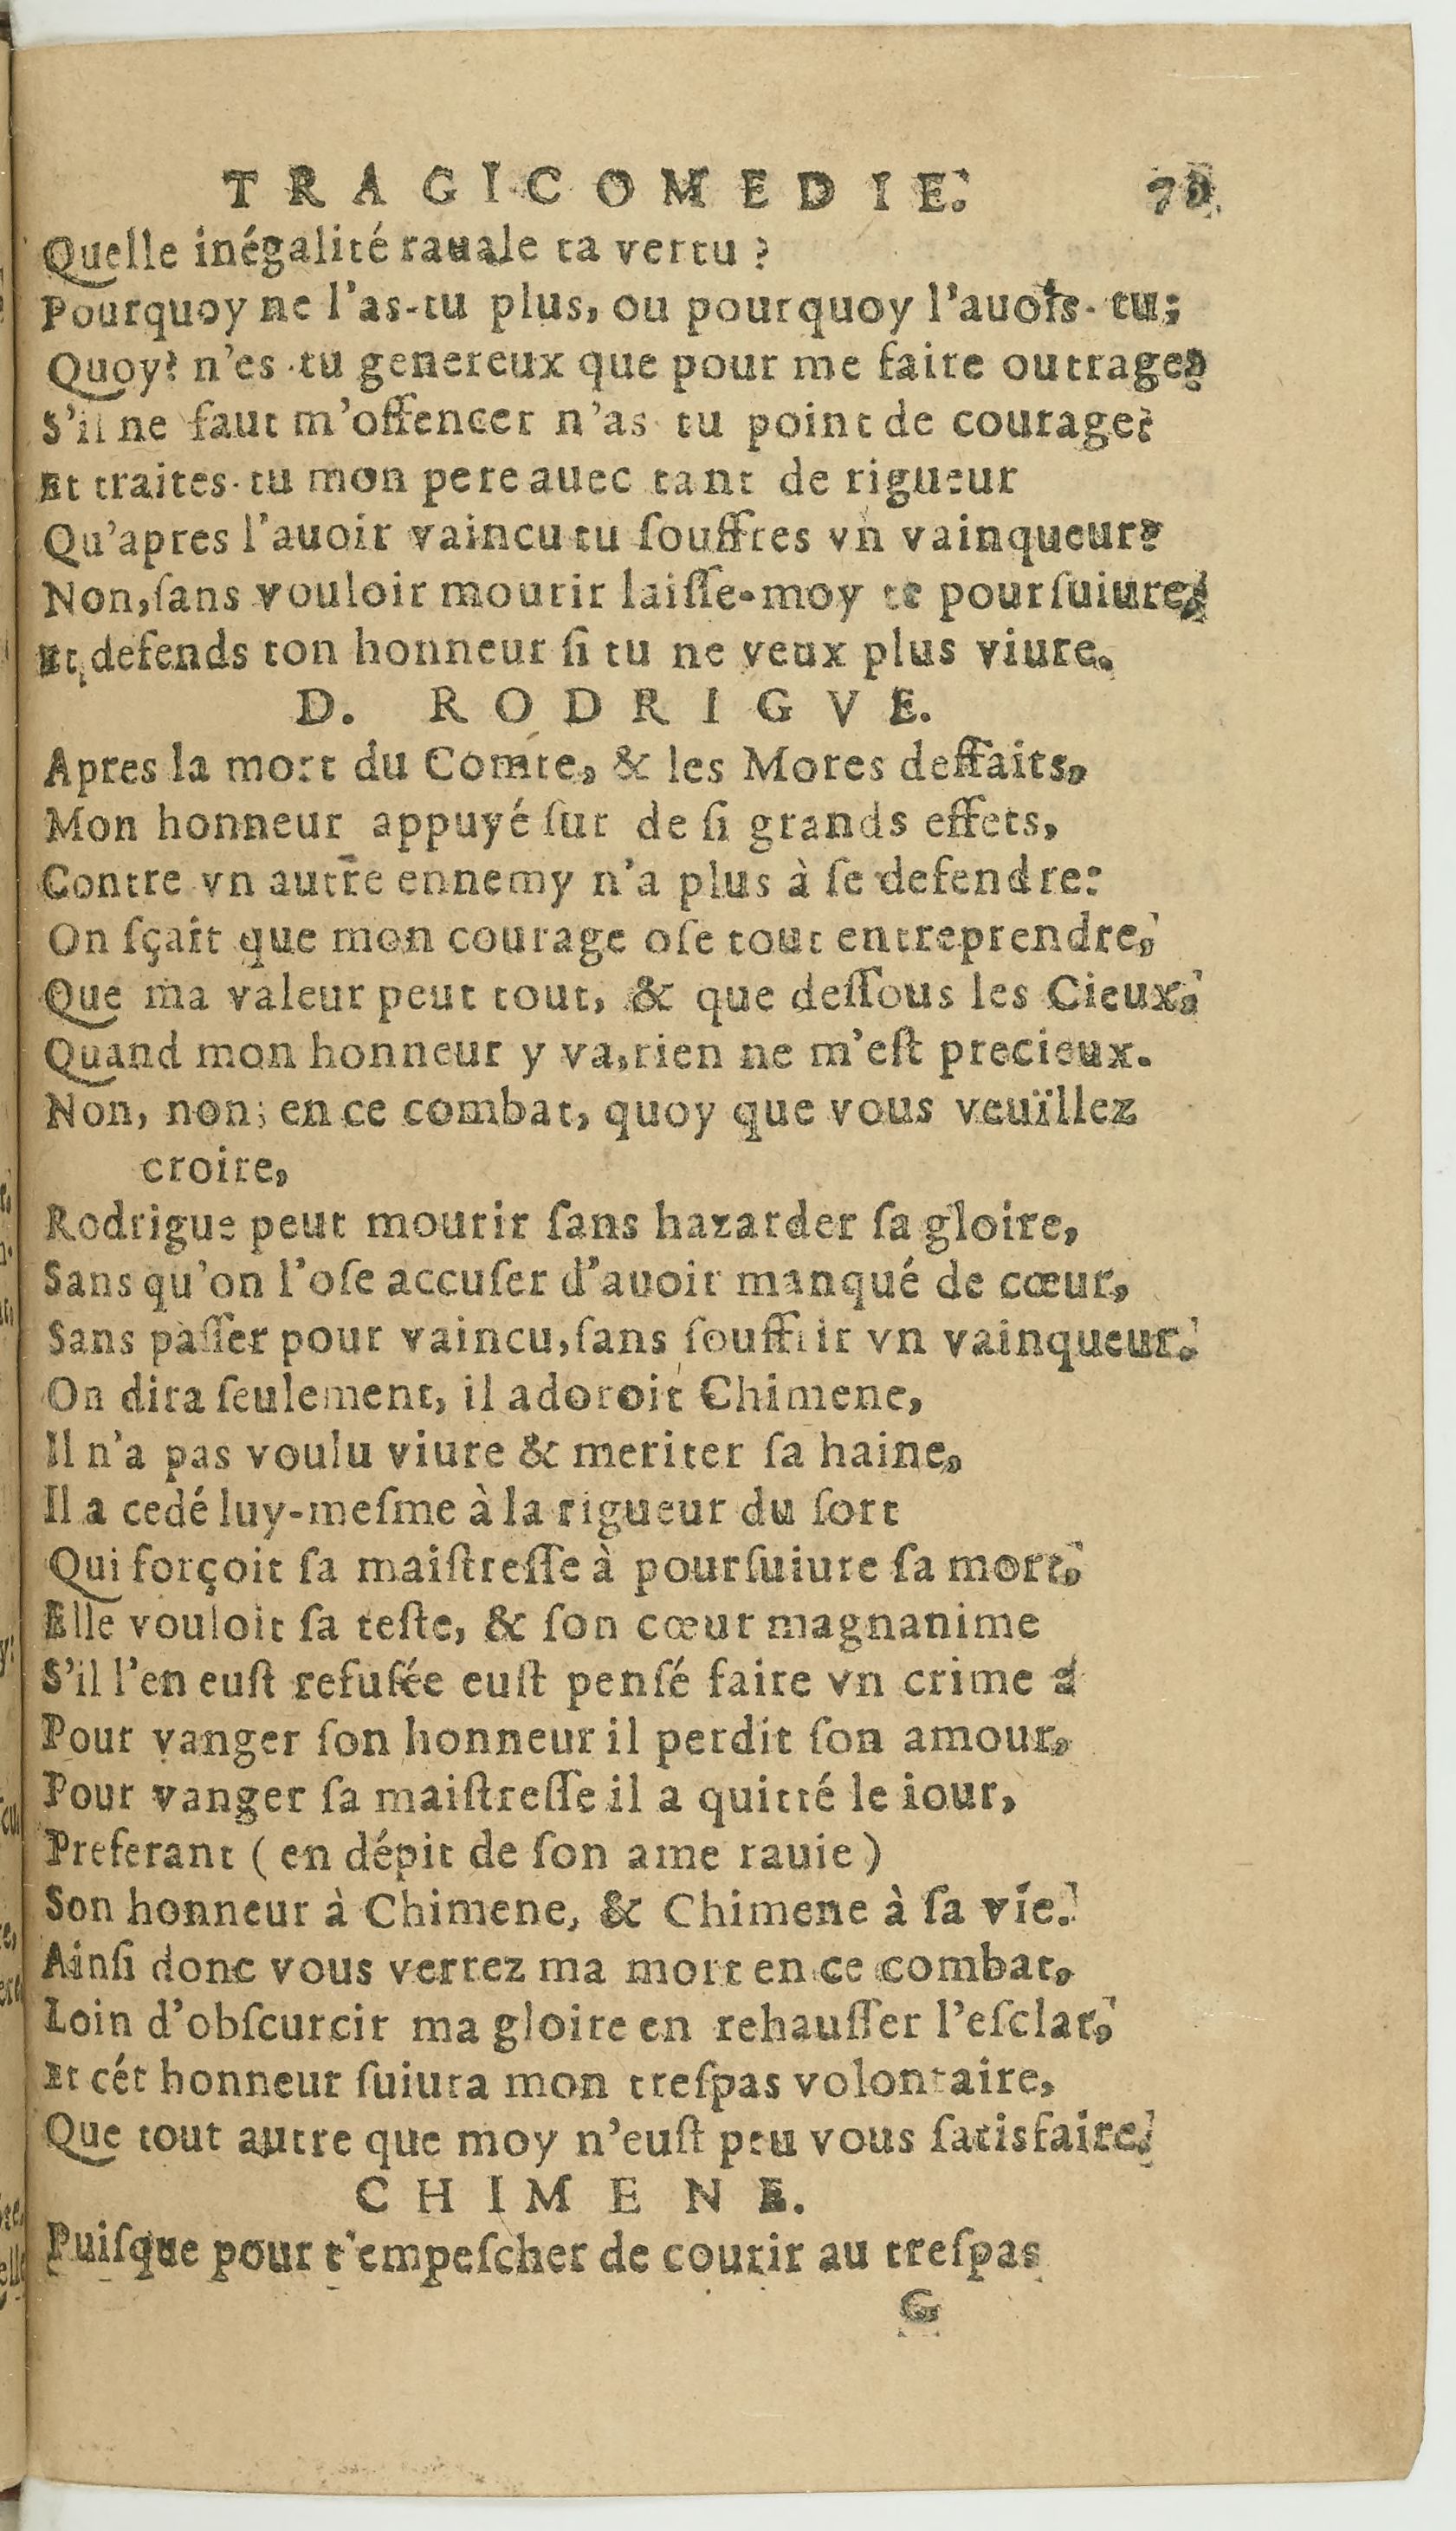 TRAGICOMEDIE.
Quelle inégalité rauale ta vertu ?
Pourquoy ne l'as-tu plus, ou pourquoy l'auois-tu;
Quoy? n'es-tu genereux que pour me faire outrage?
S'il ne faut m'offencer n'as tu point de courage?
Et traites-tu mon pere auec tant de rigueur
Qu'apres l'auoir vaincu tu ſouffres vn vainqueur?
Non, ſans vouloir mourir laiſſe-moy te pourſuiure,
Et defends ton honneur ſi tu ne veux plus viure.
D. RODRIGVE.
Apres la mort du Comte, & les Mores deffaits,
Mon honneur appuyé ſur de ſi grands effets,
Contre vn autre ennemy n'a plus à ſe defendre:
On ſçait que mon courage oſe tout entreprendre,
Que ma valeur peut tout, & que deſſous les Cieux,
Quand mon honneur y va, rien ne m'eſt precieux.
Non, non; en ce combat, quoy que vous veuïllez
croire,
Rodrigue peut mourir ſans hazarder ſa gloire,
Sans qu'on l'oſe accuſer d'auoir manqué de cœur,
Sans paſſer pour vaincu, ſans ſouffrir vn vainqueur.
On dira ſeulement, il adoroit Chimene,
Il n'a pas voulu viure & meriter ſa haine,
Il a cedé luy-meſme à la rigueur du ſort
Qui forçoit ſa maiſtreſſe à pourſuiure ſa mort,
Elle vouloit ſa teſte, & ſon cœur magnanime
S'il l'en euſt refuſée euſt penſé faire vn crime
Pour vanger ſon honneur il perdit ſon amour,
Pour vanger ſa maiſtreſſe il a quitté le iour,
Preferant ( en dépit de ſon ame rauie )
Son honneur à Chimene, & Chimene à ſa vie.
Ainſi donc vous verrez ma mort en ce combat,
Loin d'obſcurcir ma gloire en rehauſſer l'eſclat,
Et cét honneur ſuiura mon treſpas volontaire,
Que tout autre que moy n'euſt peu vous ſatisfaire.
CHIMENE.
Puiſque pour t'empeſcher de courir au treſpas
G